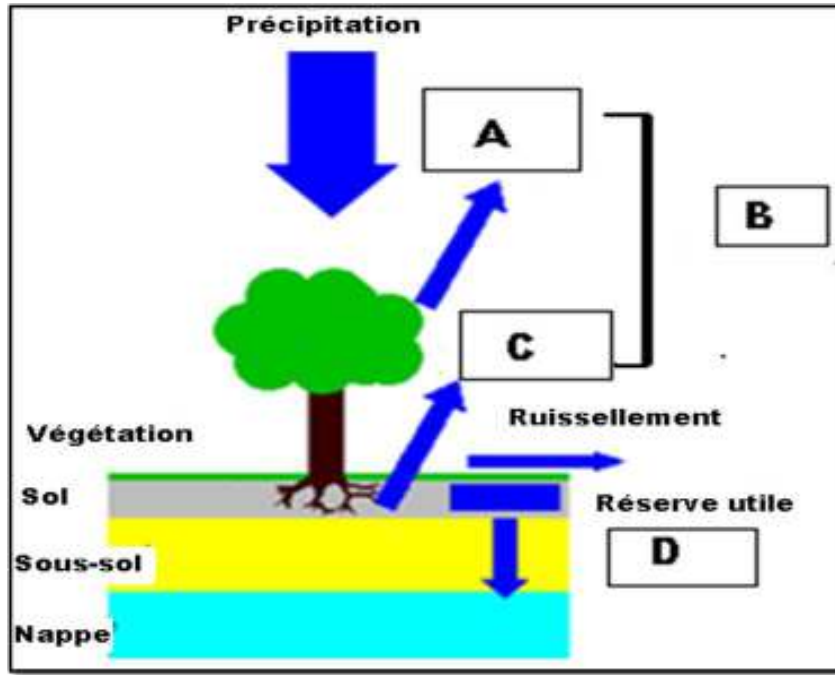 Précipitation
A
B
C
Ruissellement
Végétation
Sol
Réserve utile
D
Sous-sol
Nappe